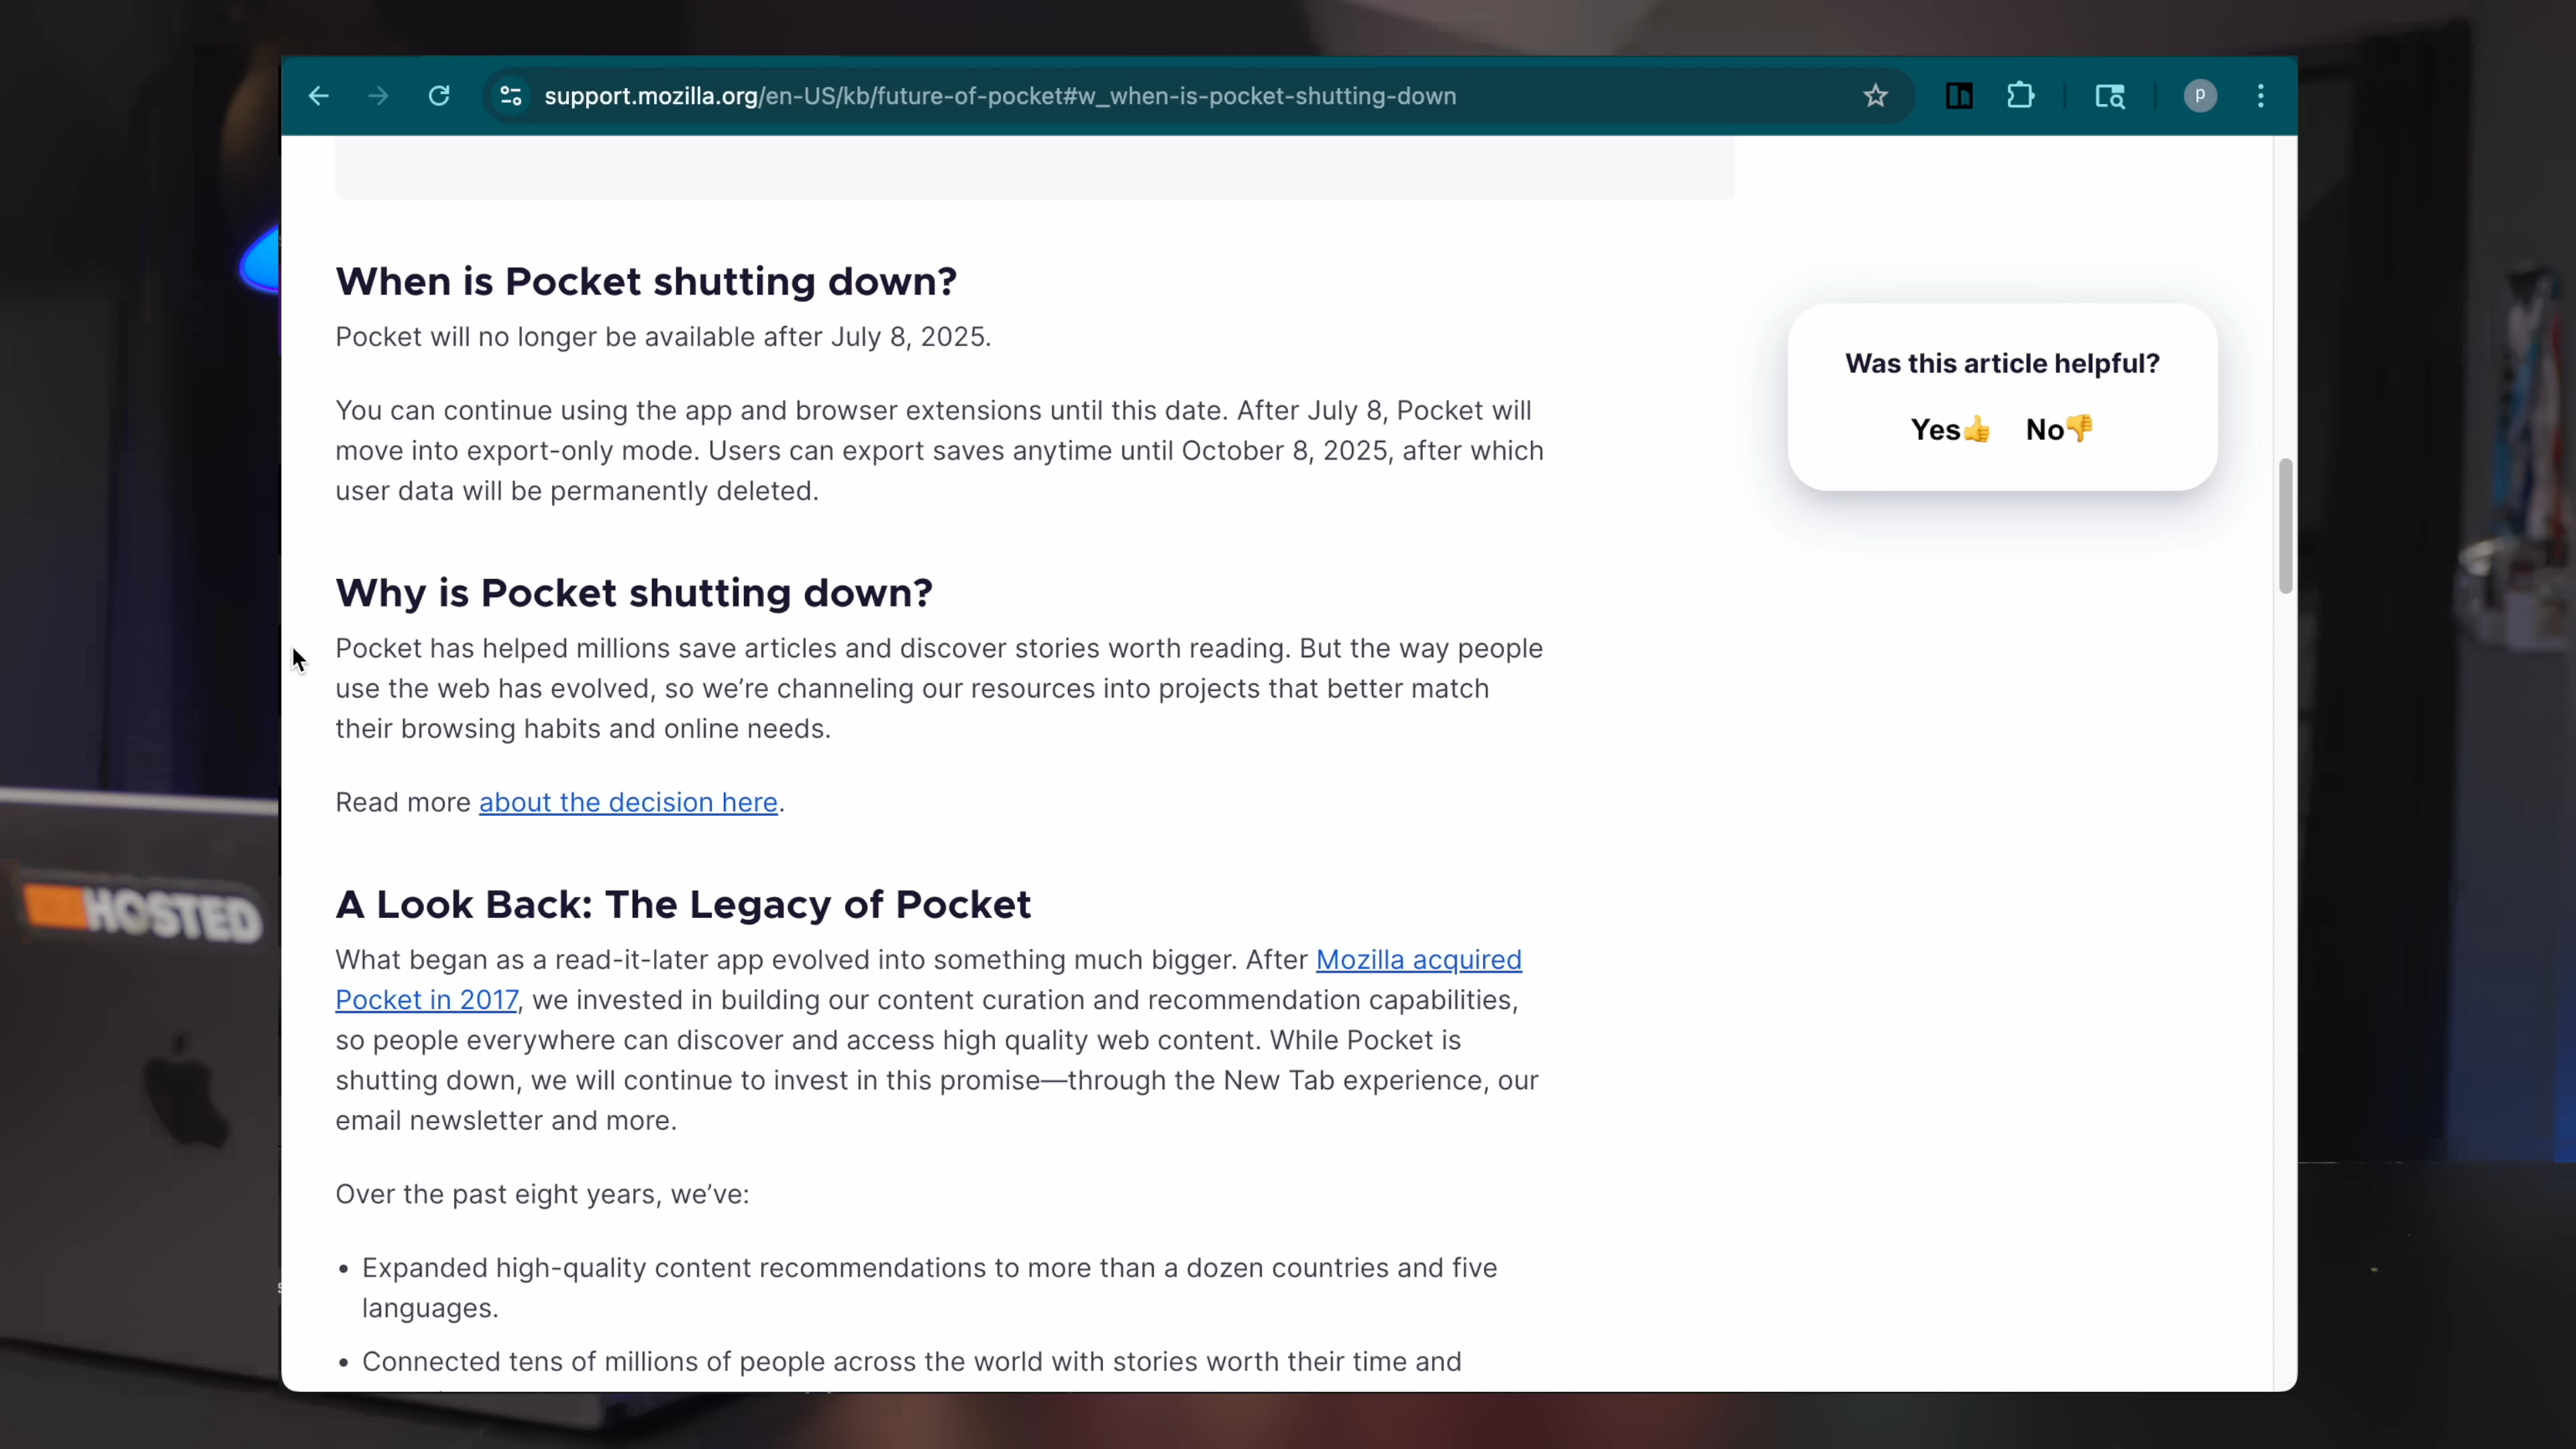 support.mozilla.org/en-US/kb/future-of-pocket#w_when-is-pocket-shutting-down
P
When is Pocket shutting down?
Pocket will no longer be available after July 8, 2025.
You can continue using the app and browser extensions until this date. After July 8, Pocket will
move into export-only mode. Users can export saves anytime until October 8, 2025, after which
user data will be permanently deleted.
Was this article helpful?
Yes👍 No👎
Why is Pocket shutting down?
Pocket has helped millions save articles and discover stories worth reading. But the way people
use the web has evolved, so we’re channeling our resources into projects that better match
their browsing habits and online needs.
Read more about the decision here.
HOSTED
A Look Back: The Legacy of Pocket
What began as a read-it-later app evolved into something much bigger. After Mozilla acquired
Pocket in 2017, we invested in building our content curation and recommendation capabilities,
so people everywhere can discover and access high quality web content. While Pocket is
shutting down, we will continue to invest in this promise—through the New Tab experience, our
email newsletter and more.
Over the past eight years, we’ve:
• Expanded high-quality content recommendations to more than a dozen countries and five
languages.
• Connected tens of millions of people across the world with stories worth their time and